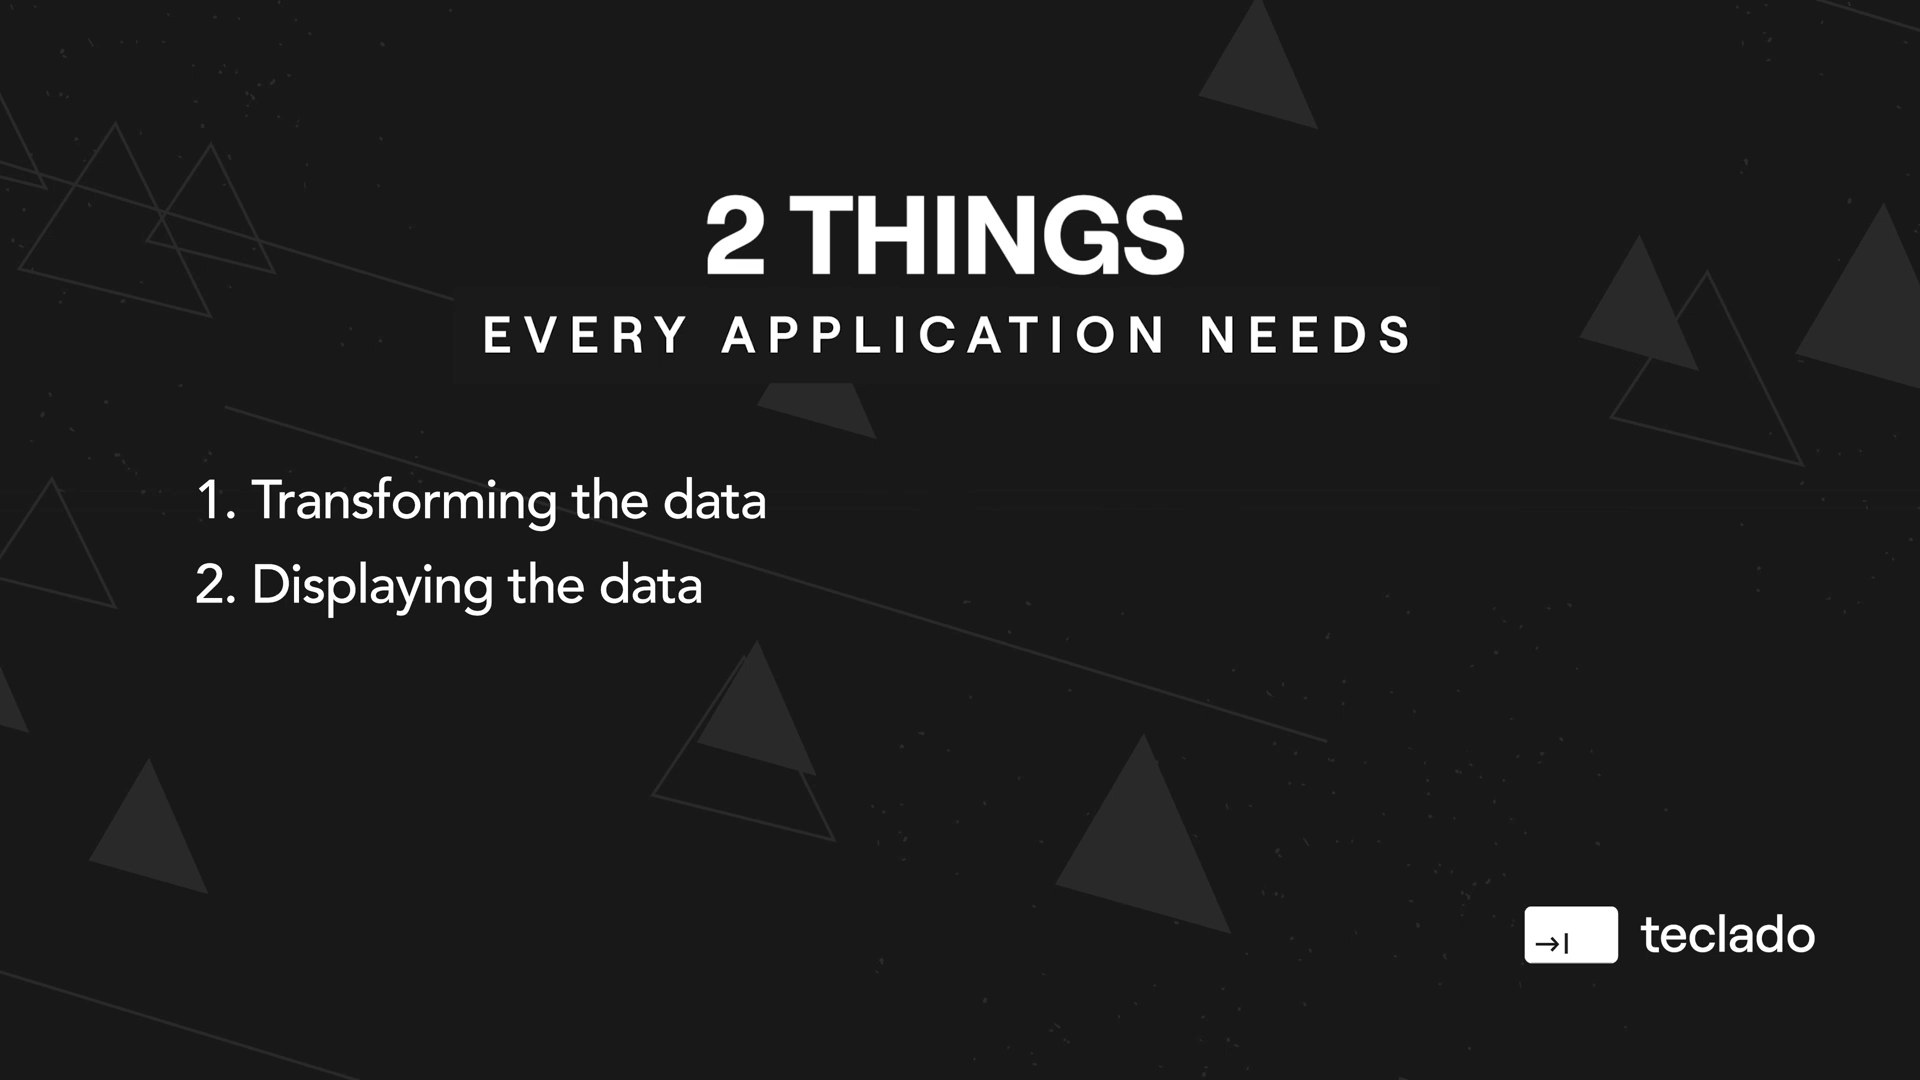 2 THINGS
EVERY APPLICATION NEEDS
1. Transforming the data
2. Displaying the data
teclado